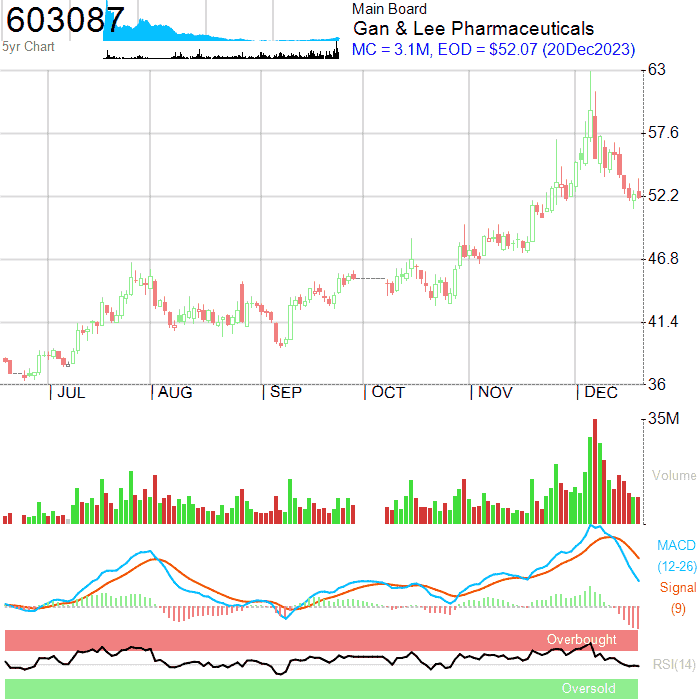 603087
5yr Chart
Main Board
Gan & Lee Pharmaceuticals
MC = 3.1M, EOD = $52.07 (20Dec2023)
63
57.6
52.2
46.8
41.4
36
JUL
AUG
SEP
OCT
NOV
DEC
35M
Volume
MACD
(12-26)
Signal
(9)
Overbought
RSI(14)
Oversold